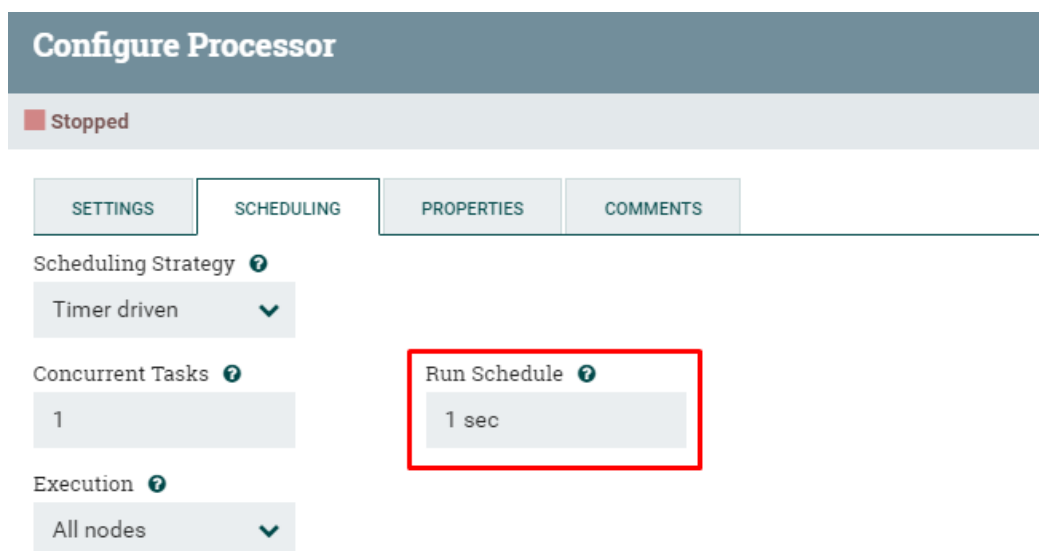 Configure Processor
Stopped
SETTINGS SCHEDULING PROPERTIES COMMENTS
Scheduling Strategy
Timer driven
Concurrent Tasks Run Schedule
1 1 sec
Execution
All nodes